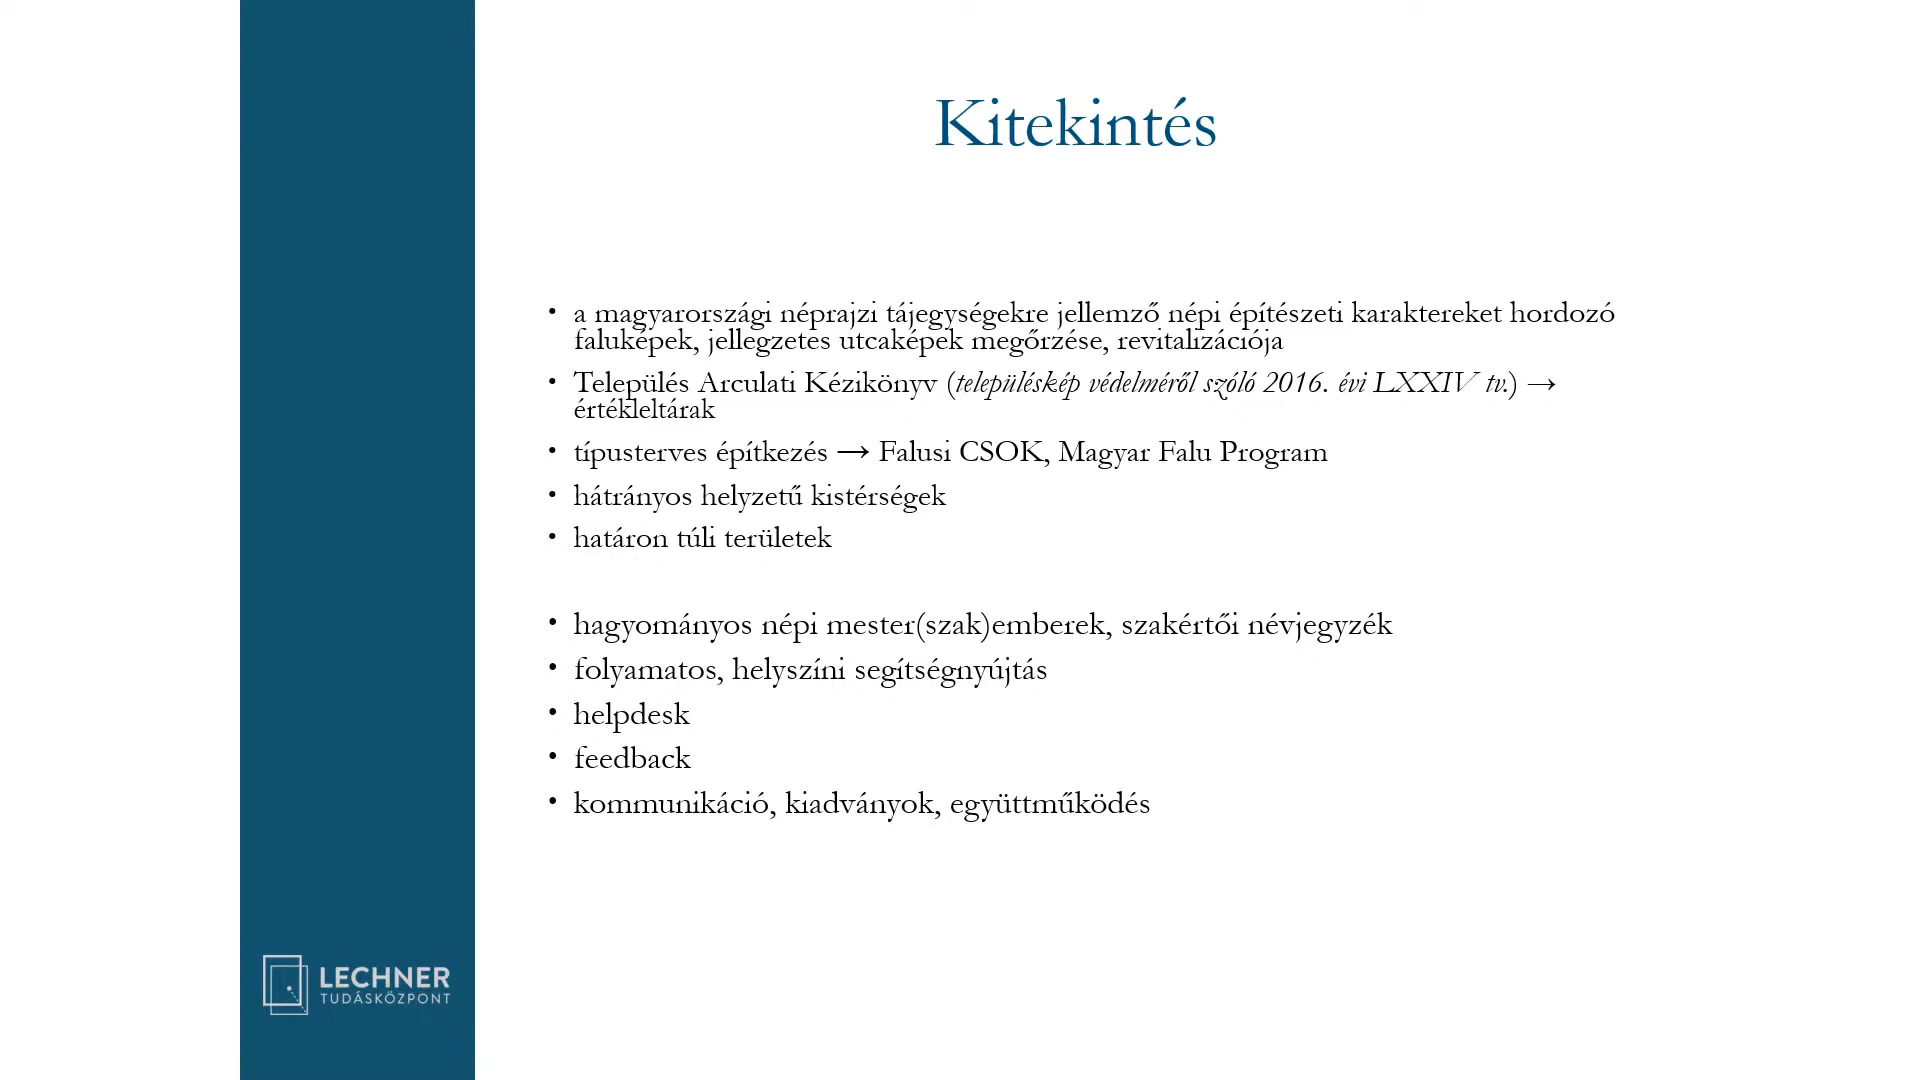 Kitekintés
• a magyarországi néprajzi tájegységekre jellemző népi építészeti karaktereket hordozó
faluképek, jellegzetes utcaképek megőrzése, revitalizációja
• Település Arculati Kézikönyv (településkép védelméről szóló 2016. évi LXXIV tv.) →
értékleltárak
• típusterves építkezés → Falusi CSOK, Magyar Falu Program
• hátrányos helyzetű kistérségek
• határon túli területek
• hagyományos népi mester(szak)emberek, szakértői névjegyzék
• folyamatos, helyszíni segítségnyújtás
• helpdesk
• feedback
• kommunikáció, kiadványok, együttműködés
LECHNER
TUDÁSKÖZPONT